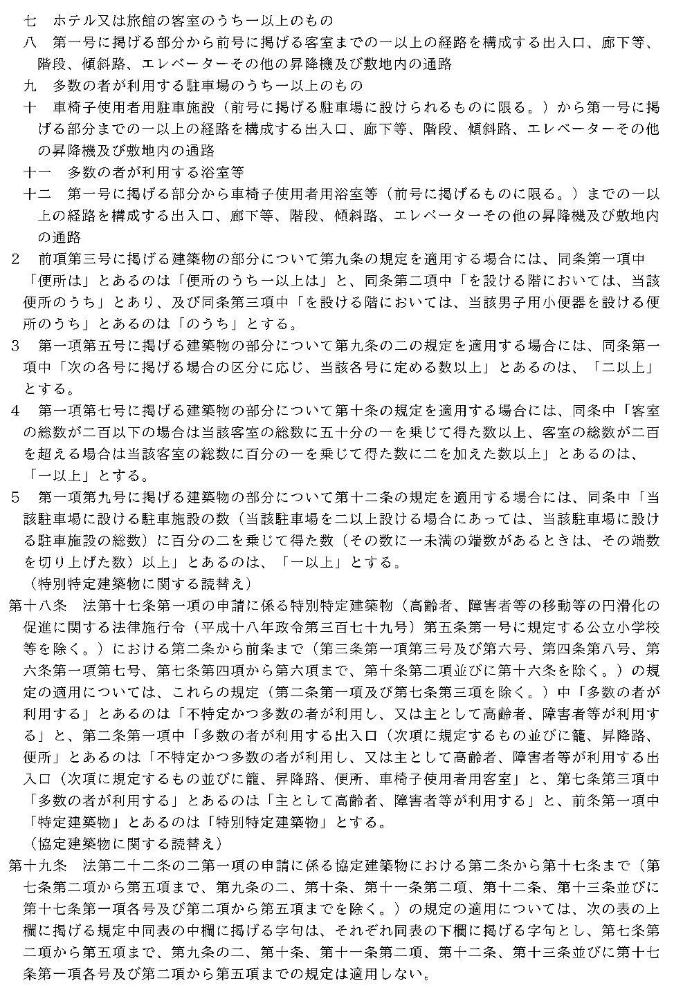 七　ホテル又は旅館の客室のうち一以上のもの
八　第一号に掲げる部分から前号に掲げる客室までの一以上の経路を構成する出入口、廊下等、
階段、傾斜路、エレベーターその他の昇降機及び敷地内の通路
九　多数の者が利用する駐車場のうち一以上のもの
十　車椅子使用者用駐車施設（前号に掲げる駐車場に設けられるものに限る。）から第一号に掲
げる部分までの一以上の経路を構成する出入口、廊下等、階段、傾斜路、エレベーターその他
の昇降機及び敷地内の通路
十一　多数の者が利用する浴室等
十二　第一号に掲げる部分から車椅子使用者用浴室等（前号に掲げるものに限る。）までの一以
上の経路を構成する出入口、廊下等、階段、傾斜路、エレベーターその他の昇降機及び敷地内
の通路
２　前項第三号に掲げる建築物の部分について第九条の規定を適用する場合には、同条第一項中
「便所は」とあるのは「便所のうち一以上は」と、同条第二項中「を設ける階においては、当該
便所のうち」とあり、及び同条第三項中「を設ける階においては、当該男子用小便器を設ける便
所のうち」とあるのは「のうち」とする。
３　第一項第五号に掲げる建築物の部分について第九条の二の規定を適用する場合には、同条第一
項中「次の各号に掲げる場合の区分に応じ、当該各号に定める数以上」とあるのは、「二以上」
とする。
４　第一項第七号に掲げる建築物の部分について第十条の規定を適用する場合には、同条中「客室
の総数が二百以下の場合は当該客室の総数に五十分の一を乗じて得た数以上、客室の総数が二百
を超える場合は当該客室の総数に百分の一を乗じて得た数に二を加えた数以上」とあるのは、
「一以上」とする。
５　第一項第九号に掲げる建築物の部分について第十二条の規定を適用する場合には、同条中「当
該駐車場に設ける駐車施設の数（当該駐車場を二以上設ける場合にあっては、当該駐車場に設け
る駐車施設の総数）に百分の二を乗じて得た数（その数に一未満の端数があるときは、その端数
を切り上げた数）以上」とあるのは、「一以上」とする。
（特別特定建築物に関する読替え）
第十八条　法第十七条第一項の申請に係る特別特定建築物（高齢者、障害者等の移動等の円滑化の
促進に関する法律施行令（平成十八年政令第三百七十九号）第五条第一号に規定する公立小学校
等を除く。）における第二条から前条まで（第三条第一項第三号及び第六号、第四条第八号、第
六条第一項第七号、第七条第四項から第六項まで、第十条第二項並びに第十六条を除く。）の規
定の適用については、これらの規定（第二条第一項及び第七条第三項を除く。）中「多数の者が
利用する」とあるのは「不特定かつ多数の者が利用し、又は主として高齢者、障害者等が利用す
る」と、第二条第一項中「多数の者が利用する出入口（次項に規定するもの並びに籠、昇降路、
便所」とあるのは「不特定かつ多数の者が利用し、又は主として高齢者、障害者等が利用する出
入口（次項に規定するもの並びに籠、昇降路、便所、車椅子使用者用客室」と、第七条第三項中
「多数の者が利用する」とあるのは「主として高齢者、障害者等が利用する」と、前条第一項中
「特定建築物」とあるのは「特別特定建築物」とする。
（協定建築物に関する読替え）
第十九条　法第二十二条の二第一項の申請に係る協定建築物における第二条から第十七条まで（第
七条第二項から第五項まで、第九条の二、第十条、第十一条第二項、第十二条、第十三条並びに
第十七条第一項各号及び第二項から第五項までを除く。）の規定の適用については、次の表の上
欄に掲げる規定中同表の中欄に掲げる字句は、それぞれ同表の下欄に掲げる字句とし、第七条第
二項から第五項まで、第九条の二、第十条、第十一条第二項、第十二条、第十三条並びに第十七
条第一項各号及び第二項から第五項までの規定は適用しない。